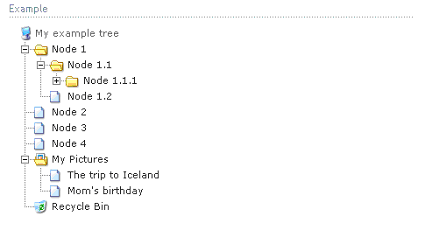 Example
My example tree
Node 1
Node 1.1
Node 1.1.1
Node 1.2
Node 2
Node 3
Node 4
My Pictures
The trip to Iceland
Mom's birthday
Recycle Bin